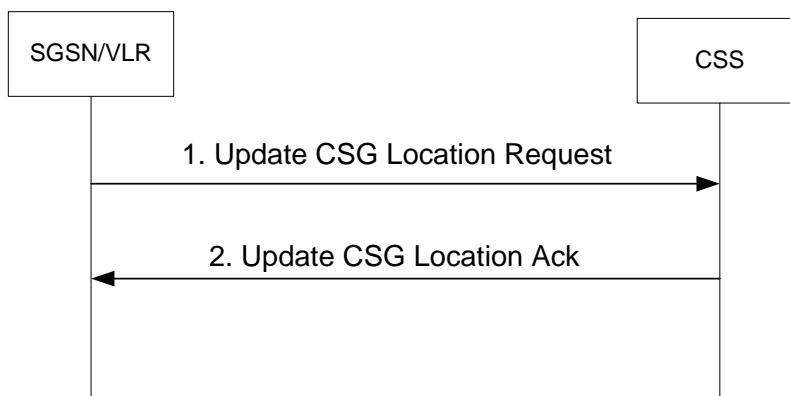 SGSN/VLR
CSS
1. Update CSG Location Request
2. Update CSG Location Ack